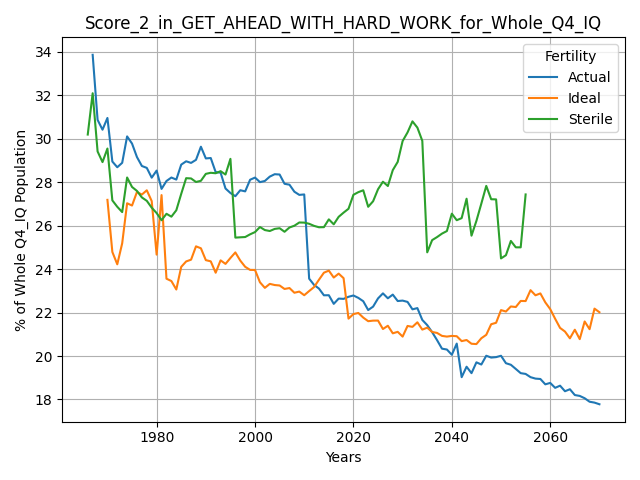 Score_2_in_GET_AHEAD_WITH_HARD_WORK_for_Whole_Q4_IQ
34
32
30
28
26
24
22
20
18
% of Whole Q4_IQ Population
Fertility
Actual
Ideal
Sterile
1980
2000
2020
2040
2060
Years